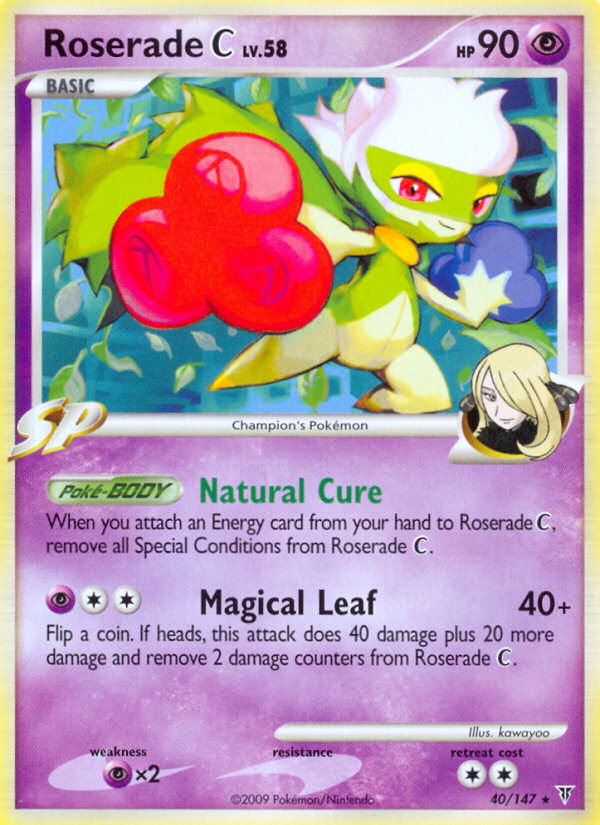 Roserade C LV.58 HP 90
BASIC
SP
Champion's Pokémon
Poké-BODY Natural Cure
When you attach an Energy card from your hand to Roserade C,
remove all Special Conditions from Roserade C.
Magical Leaf 40+
Flip a coin. If heads, this attack does 40 damage plus 20 more
damage and remove 2 damage counters from Roserade C.
Illus. kawayoo
weakness resistance retreat cost
×2
©2009 Pokémon/Nintendo 40/147 ★